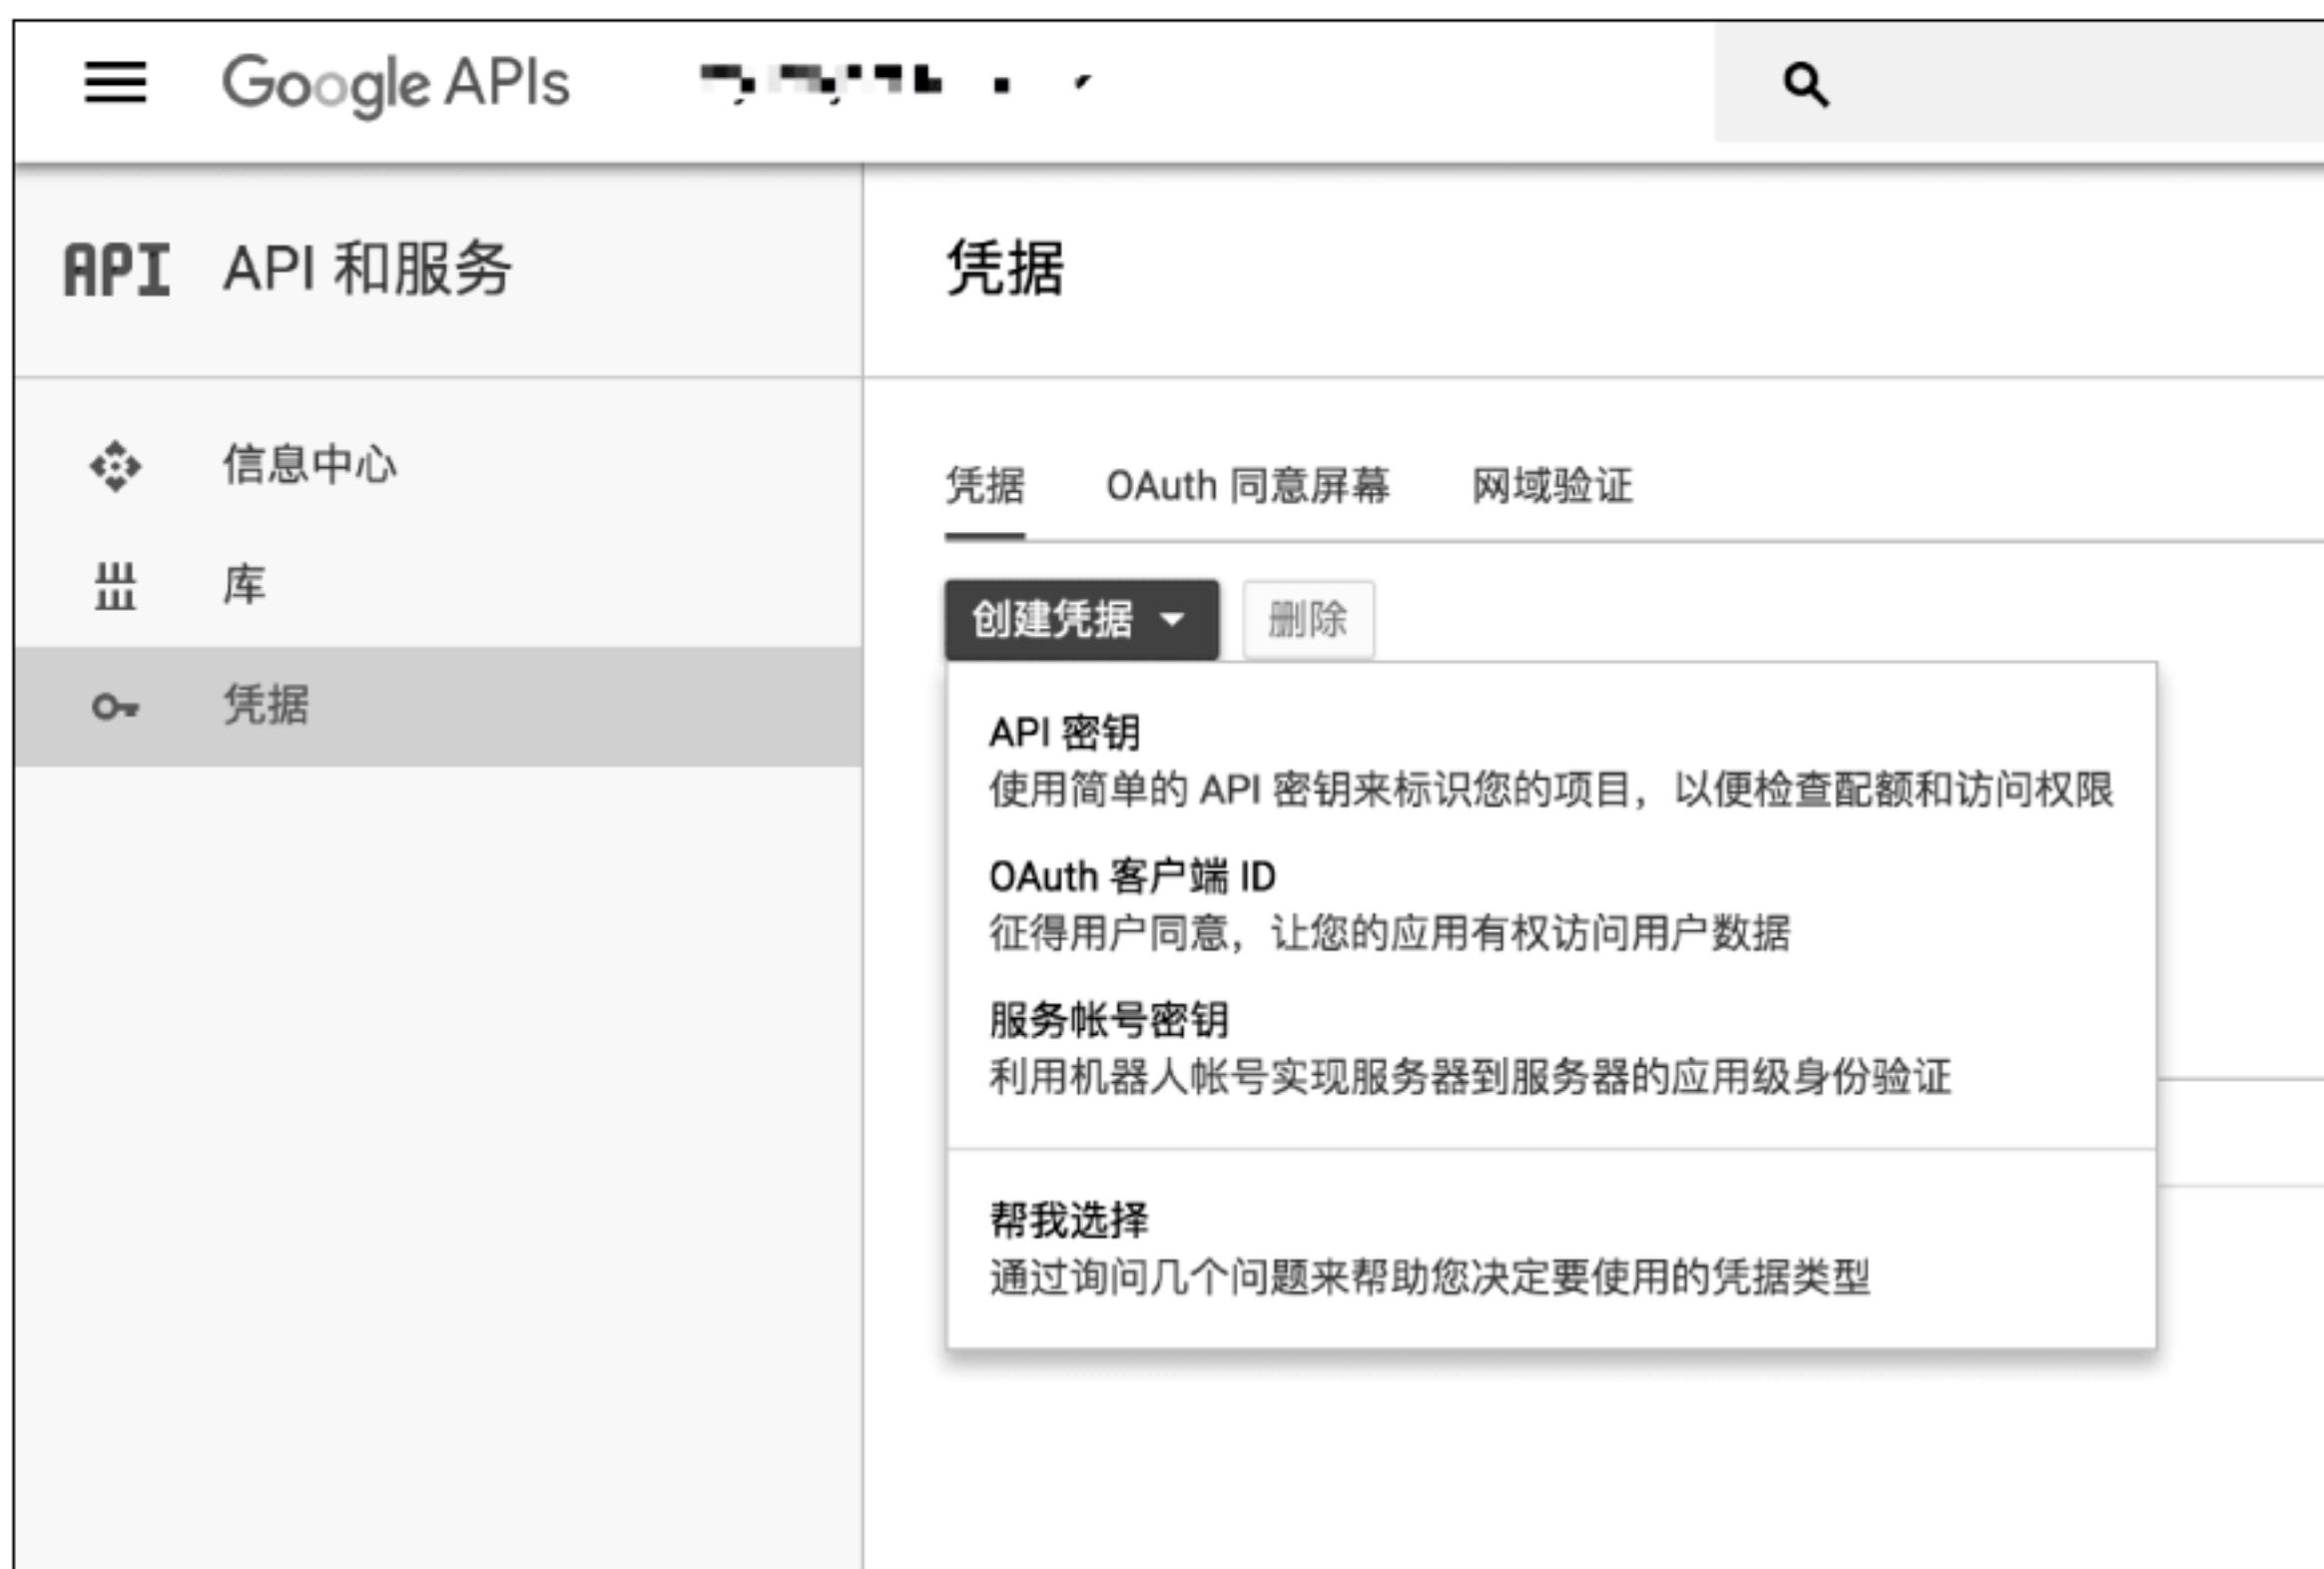 Google APIs
API API 和服务
凭据
信息中心
库
凭据
凭据 OAuth 同意屏幕 网域验证
创建凭据 删除
API 密钥
使用简单的 API 密钥来标识您的项目，以便检查配额和访问权限
OAuth 客户端 ID
征得用户同意，让您的应用有权访问用户数据
服务帐号密钥
利用机器人帐号实现服务器到服务器的应用级身份验证
帮我选择
通过询问几个问题来帮助您决定要使用的凭据类型